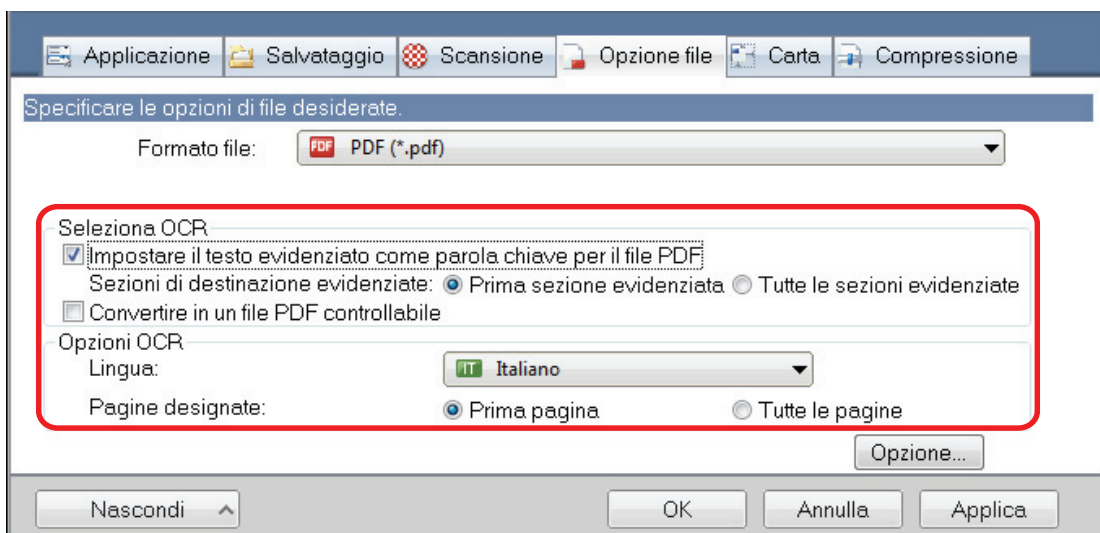 Applicazione Salvataggio Scansione Opzione file Carta Compressione
Specificare le opzioni di file desiderate.
Formato file: PDF PDF (*.pdf)
Seleziona OCR
Impostare il testo evidenziato come parola chiave per il file PDF
Sezioni di destinazione evidenziate: Prima sezione evidenziata Tutte le sezioni evidenziate
Convertire in un file PDF controllabile
Opzioni OCR
Lingua: IT Italiano
Pagine designate: Prima pagina Tutte le pagine
Opzione...
Nascondi OK Annulla Applica